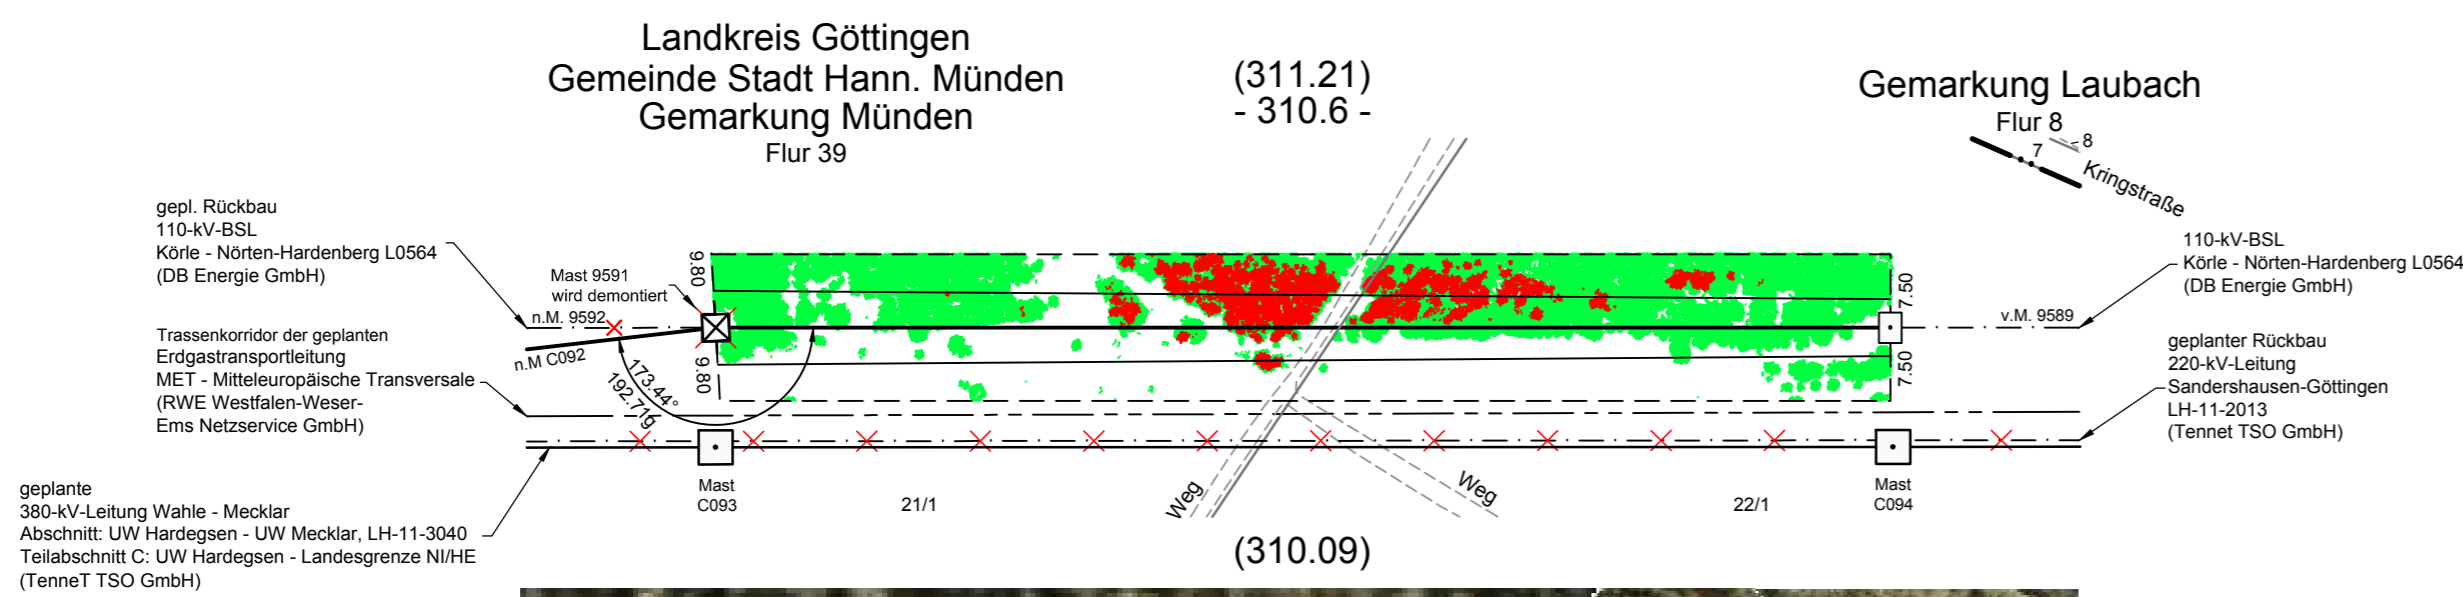 Landkreis Göttingen
Gemeinde Stadt Hann. Münden
Gemarkung Münden
Flur 39
(311.21)
- 310.6 -
Gemarkung Laubach
Flur 8
8
7
Kringstraße
gepl. Rückbau
110-kV-BSL
Körle - Nörten-Hardenberg L0564
(DB Energie GmbH)
Mast 9591
wird demontiert
n.M. 9592
n.M C092
9.80
9.80
173.44°
192.71g
7.50
7.50
v.M. 9589
110-kV-BSL
Körle - Nörten-Hardenberg L0564
(DB Energie GmbH)
Trassenkorridor der geplanten
Erdgastransportleitung
MET - Mitteleuropäische Transversale
(RWE Westfalen-Weser-
Ems Netzservice GmbH)
geplanter Rückbau
220-kV-Leitung
Sandershausen-Göttingen
LH-11-2013
(Tennet TSO GmbH)
geplante
380-kV-Leitung Wahle - Mecklar
Abschnitt: UW Hardegsen - UW Mecklar, LH-11-3040
Teilabschnitt C: UW Hardegsen - Landesgrenze NI/HE
(TenneT TSO GmbH)
Mast
C093
21/1
Weg
Weg
22/1
Mast
C094
(310.09)